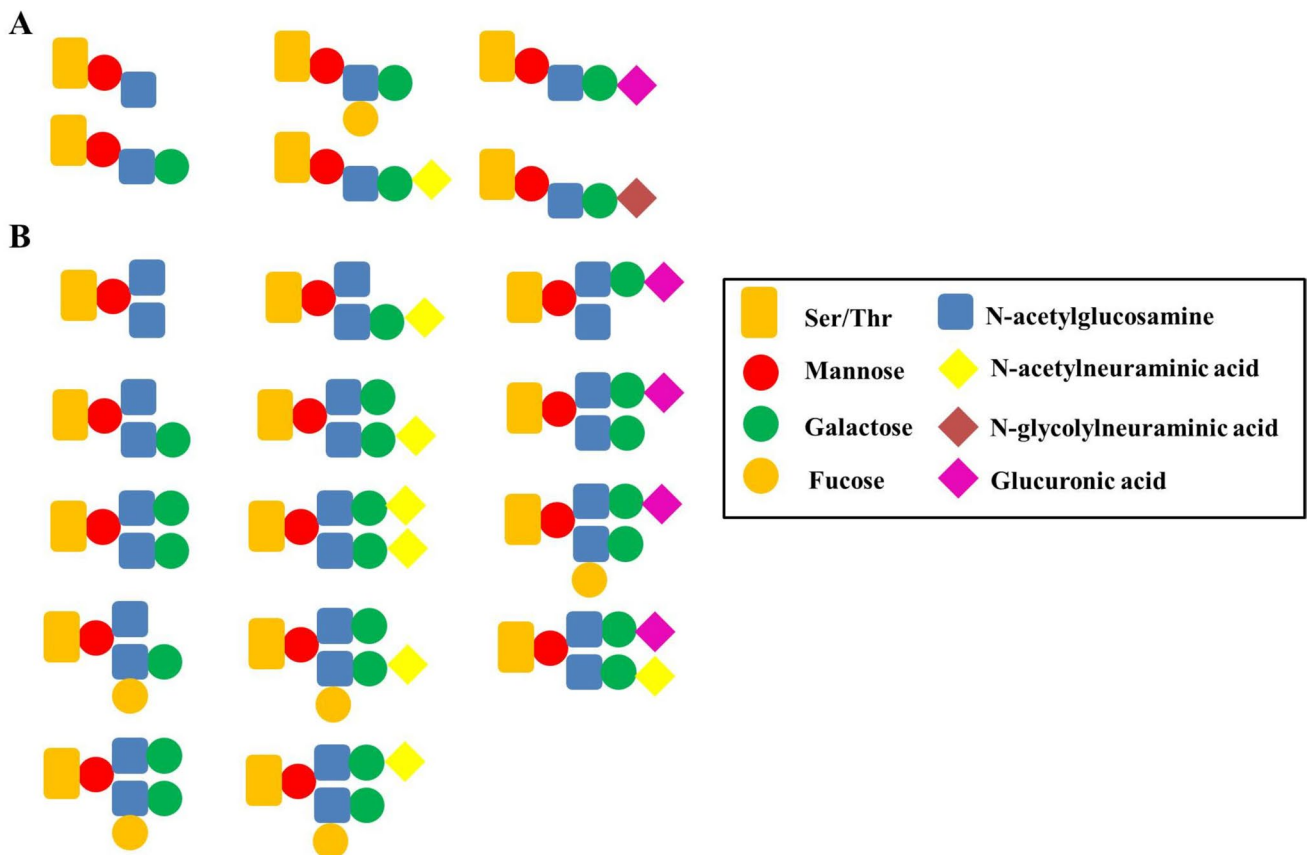 A
B
Ser/Thr
N-acetylglucosamine
Mannose
N-acetylneuraminic acid
Galactose
N-glycolylneuraminic acid
Fucose
Glucuronic acid